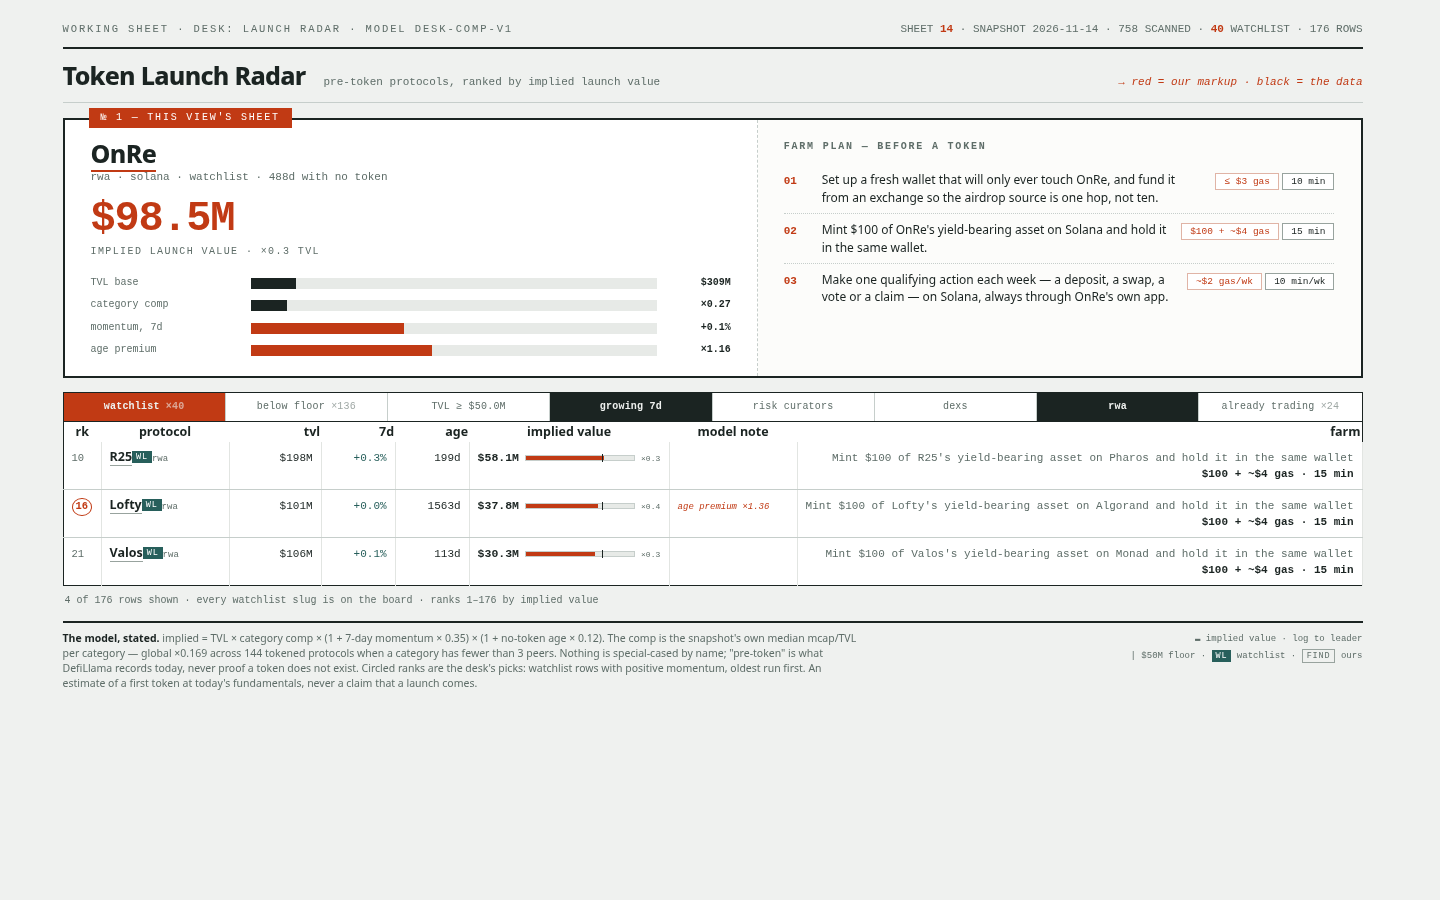 WORKING SHEET · DESK: LAUNCH RADAR · MODEL DESK-COMP-V1
SHEET 14 · SNAPSHOT 2026-11-14 · 758 SCANNED · 40 WATCHLIST · 176 ROWS
Token Launch Radar pre-token protocols, ranked by implied launch value
→ red = our markup · black = the data
№ 1 — THIS VIEW'S SHEET
OnRe
rwa · solana · watchlist · 488d with no token
$98.5M
IMPLIED LAUNCH VALUE · ×0.3 TVL
TVL base $309M
category comp ×0.27
momentum, 7d +0.1%
age premium ×1.16
FARM PLAN — BEFORE A TOKEN
01 Set up a fresh wallet that will only ever touch OnRe, and fund it ≤ $3 gas 10 min
from an exchange so the airdrop source is one hop, not ten.
02 Mint $100 of OnRe's yield-bearing asset on Solana and hold it $100 + ~$4 gas 15 min
in the same wallet.
03 Make one qualifying action each week — a deposit, a swap, a ~$2 gas/wk 10 min/wk
vote or a claim — on Solana, always through OnRe's own app.
watchlist ×40 below floor ×136 TVL ≥ $50.0M growing 7d risk curators dexs rwa already trading ×24
rk protocol tvl 7d age implied value model note farm
10 R25 WL rwa $198M +0.3% 199d $58.1M ×0.3 Mint $100 of R25's yield-bearing asset on Pharos and hold it in the same wallet
$100 + ~$4 gas · 15 min
16 Lofty WL rwa $101M +0.0% 1563d $37.8M ×0.4 age premium ×1.36 Mint $100 of Lofty's yield-bearing asset on Algorand and hold it in the same wallet
$100 + ~$4 gas · 15 min
21 Valos WL rwa $106M +0.1% 113d $30.3M ×0.3 Mint $100 of Valos's yield-bearing asset on Monad and hold it in the same wallet
$100 + ~$4 gas · 15 min
4 of 176 rows shown · every watchlist slug is on the board · ranks 1–176 by implied value
The model, stated. implied = TVL × category comp × (1 + 7-day momentum × 0.35) × (1 + no-token age × 0.12). The comp is the snapshot's own median mcap/TVL
per category — global ×0.169 across 144 tokened protocols when a category has fewer than 3 peers. Nothing is special-cased by name; "pre-token" is what
DefiLlama records today, never proof a token does not exist. Circled ranks are the desk's picks: watchlist rows with positive momentum, oldest run first. An
estimate of a first token at today's fundamentals, never a claim that a launch comes.
▬ implied value · log to leader
| $50M floor · WL watchlist · FIND ours